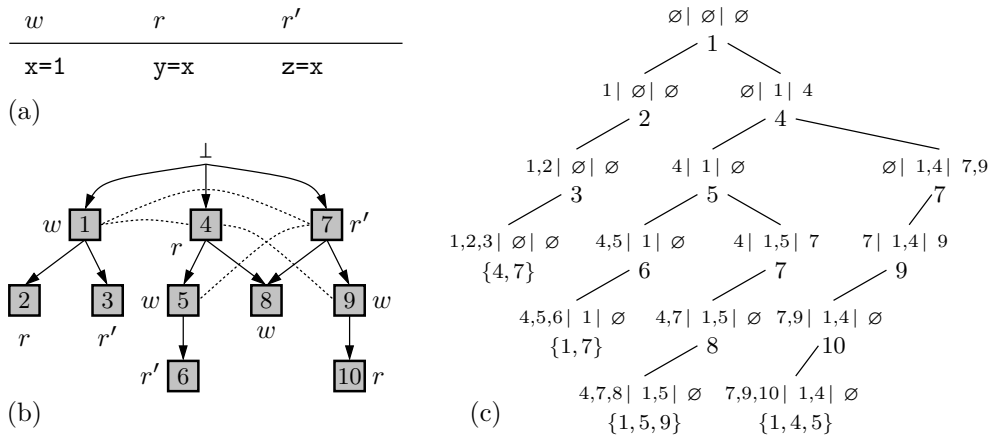 w r r′
x=1 y=x z=x
(a)
⊥
w 1 4 7 r′
r
2 3 w 5 8 9 w
r r′ w
r′ 6 10 r
(b)
∅| ∅| ∅
1
1| ∅| ∅ ∅| 1| 4
2 4
1,2| ∅| ∅ 4| 1| ∅ ∅| 1,4| 7,9
3 5 7
1,2,3| ∅| ∅ 4,5| 1| ∅ 4| 1,5| 7 7| 1,4| 9
{4, 7} 6 7 9
4,5,6| 1| ∅ 4,7| 1,5| ∅ 7,9| 1,4| ∅
{1, 7} 8 10
4,7,8| 1,5| ∅ 7,9,10| 1,4| ∅
{1, 5, 9} {1, 4, 5}
(c)